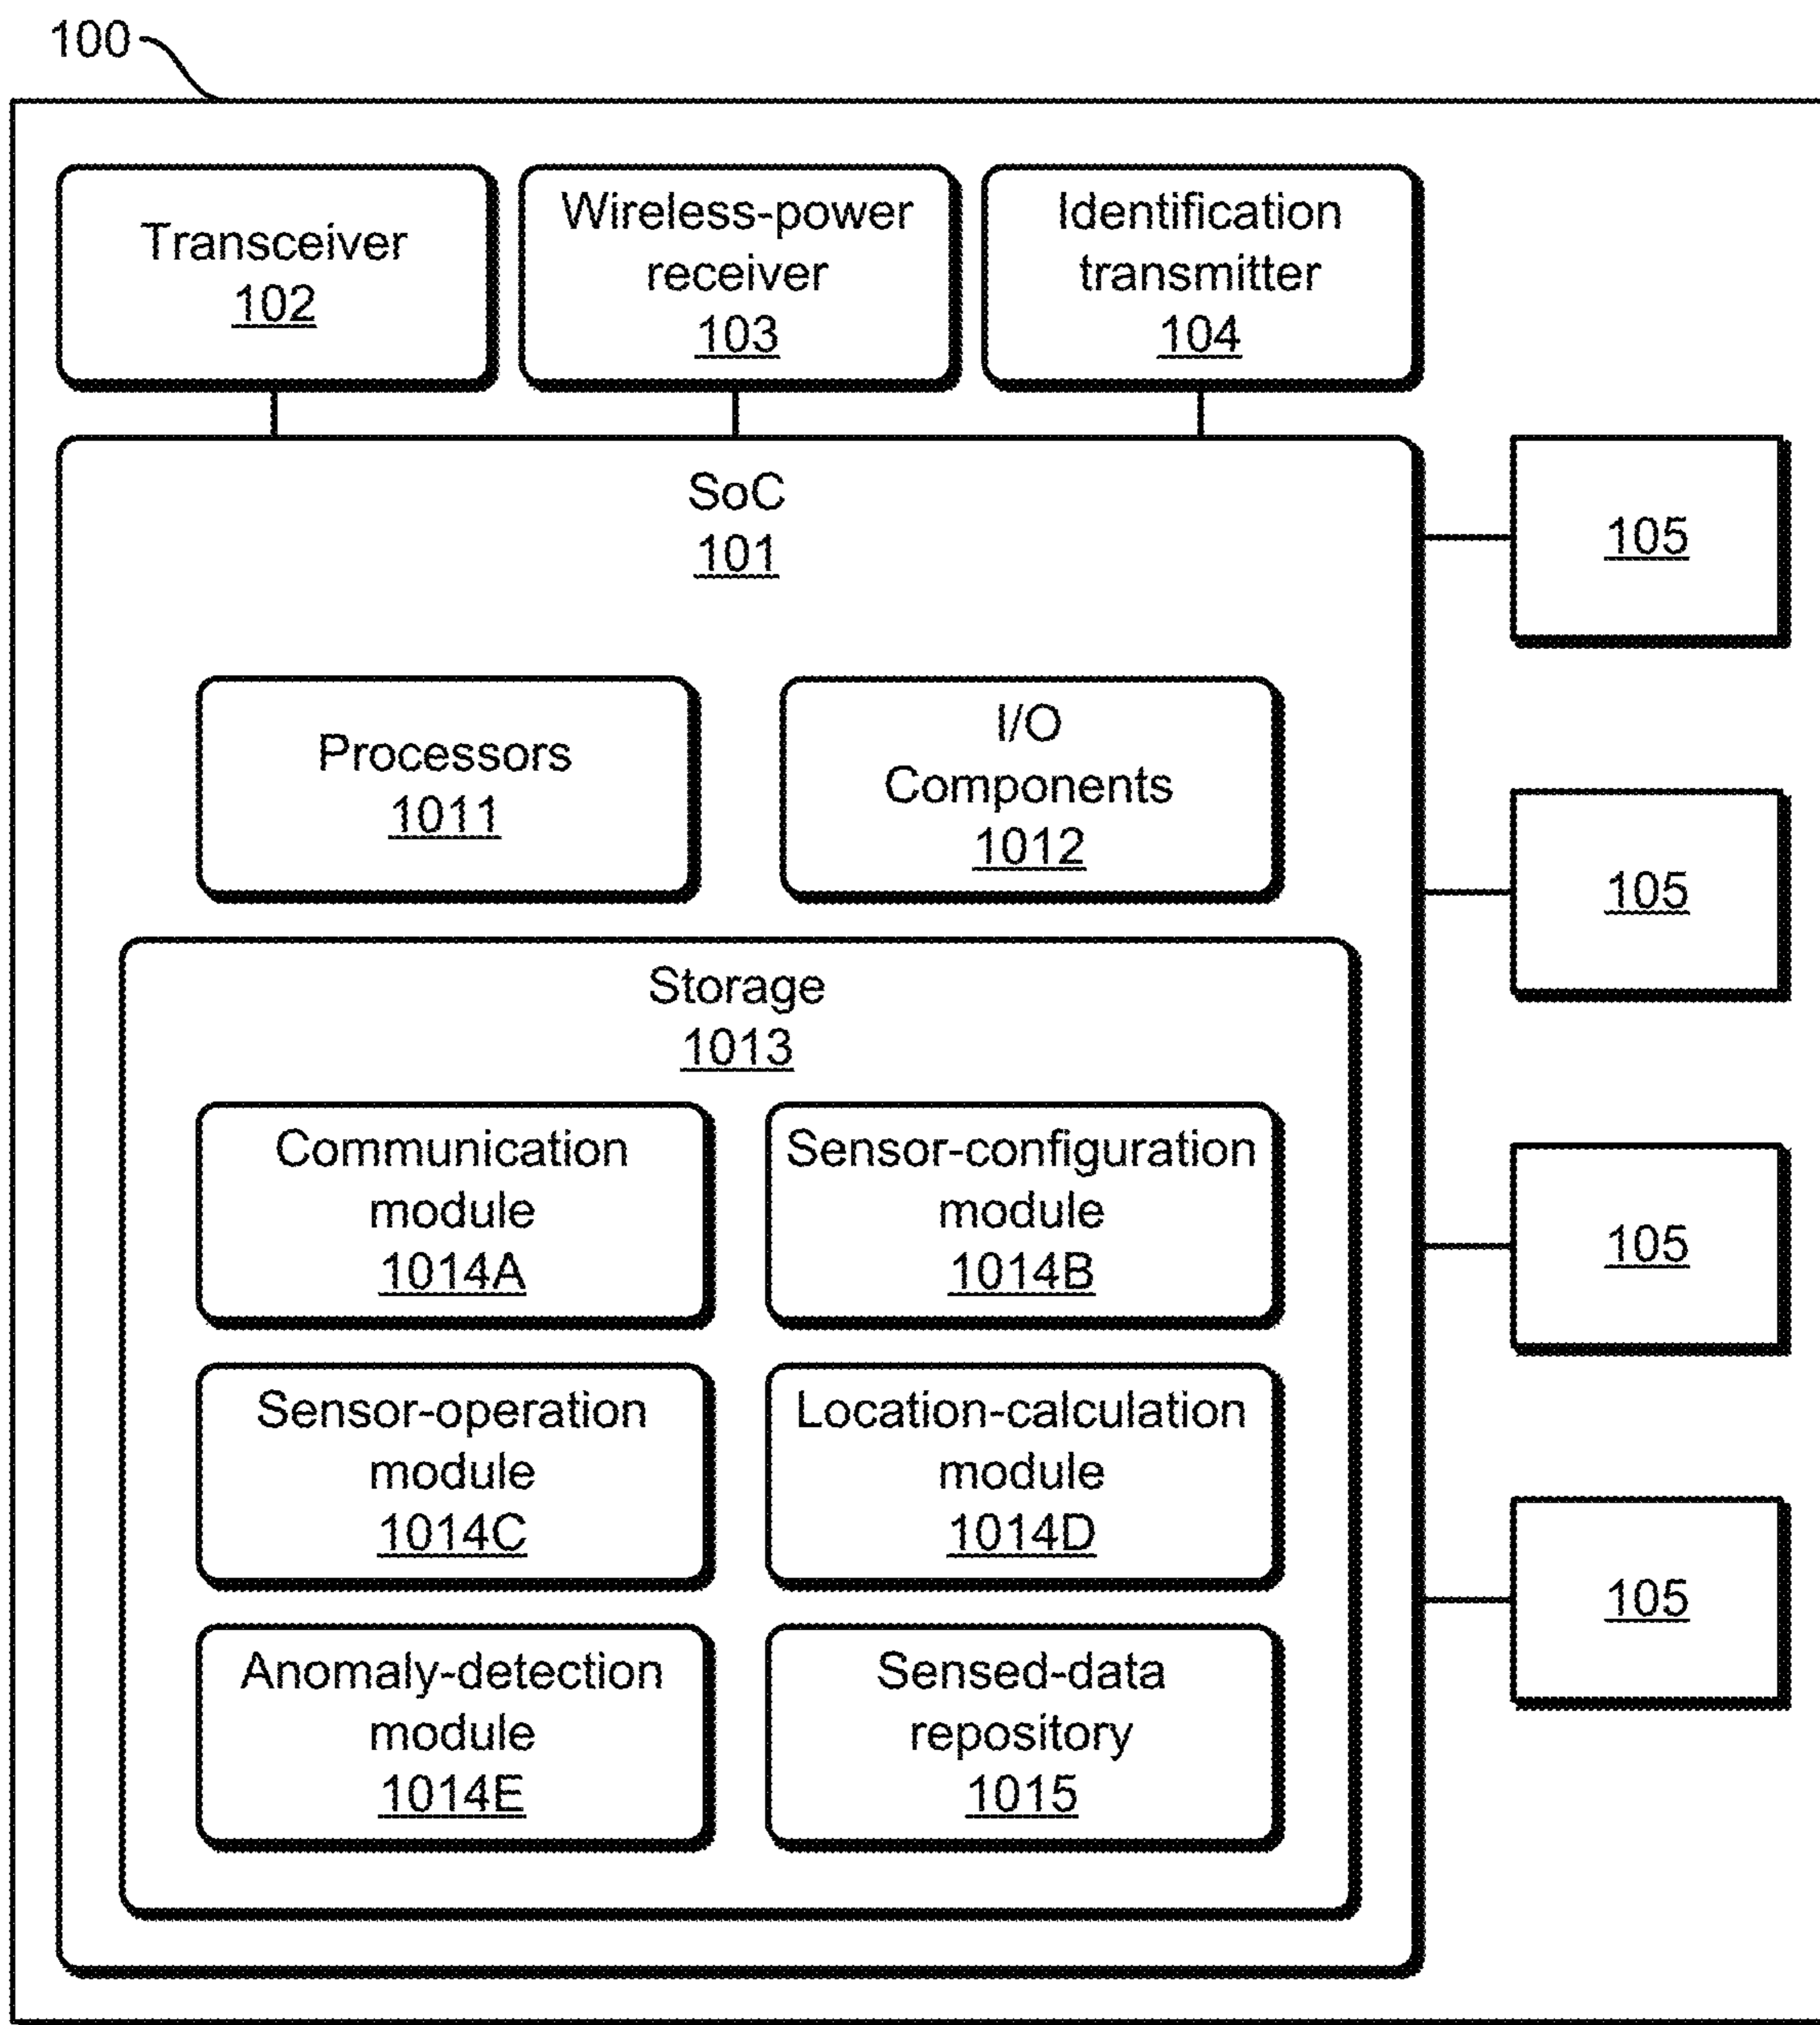 100
Transceiver
102
Wireless-power
receiver
103
Identification
transmitter
104
SoC
101
Processors
1011
I/O
Components
1012
Storage
1013
Communication
module
1014A
Sensor-configuration
module
1014B
Sensor-operation
module
1014C
Location-calculation
module
1014D
Anomaly-detection
module
1014E
Sensed-data
repository
1015
105
105
105
105